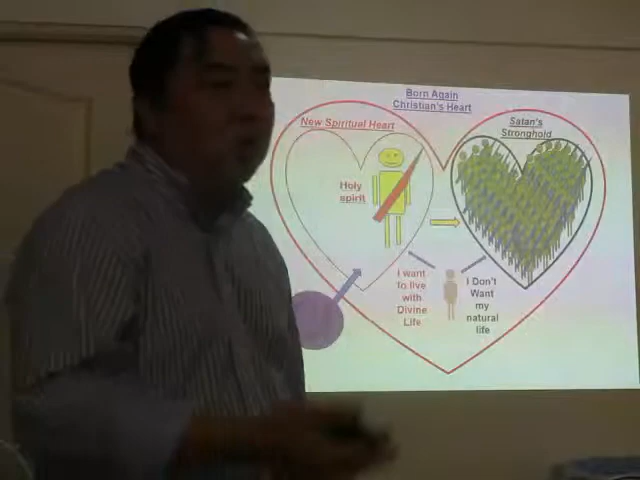 Born Again
Christian's Heart
New Spiritual Heart
Satan's
Stronghold
Holy
spirit
I want
to live
with
Divine
Life
I Don't
Want
my
natural
life